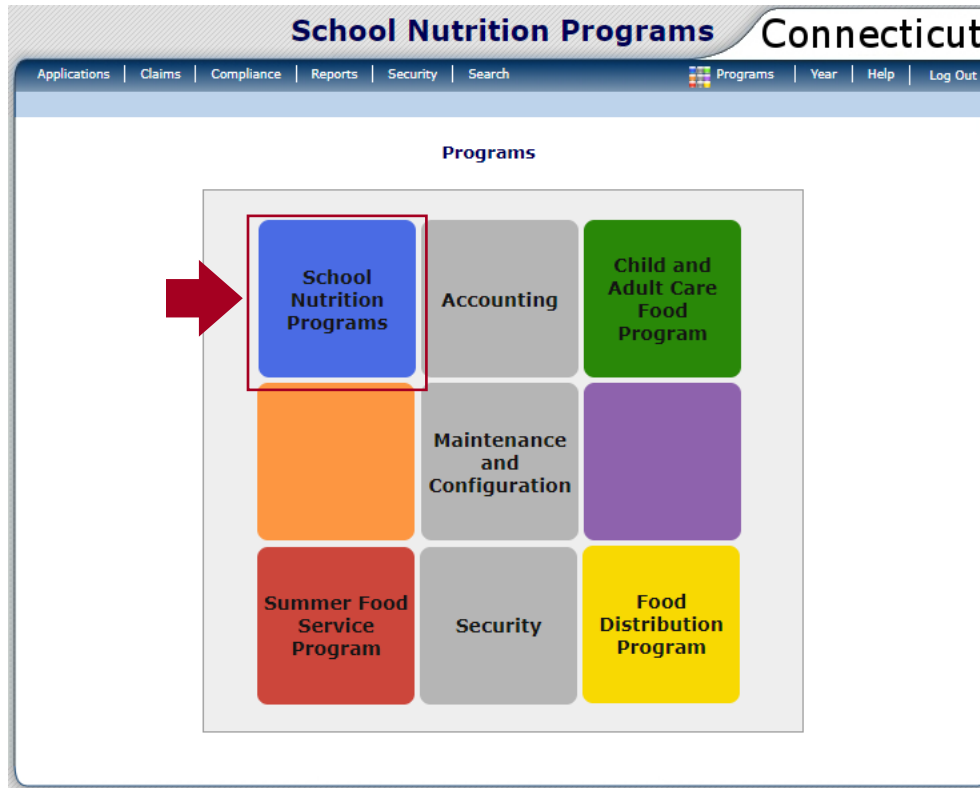 School Nutrition Programs
Connecticut
Applications | Claims | Compliance | Reports | Security | Search
Programs | Year | Help | Log Out
Programs
School
Nutrition
Programs
Accounting
Child and
Adult Care
Food
Program
Maintenance
and
Configuration
Summer Food
Service
Program
Security
Food
Distribution
Program